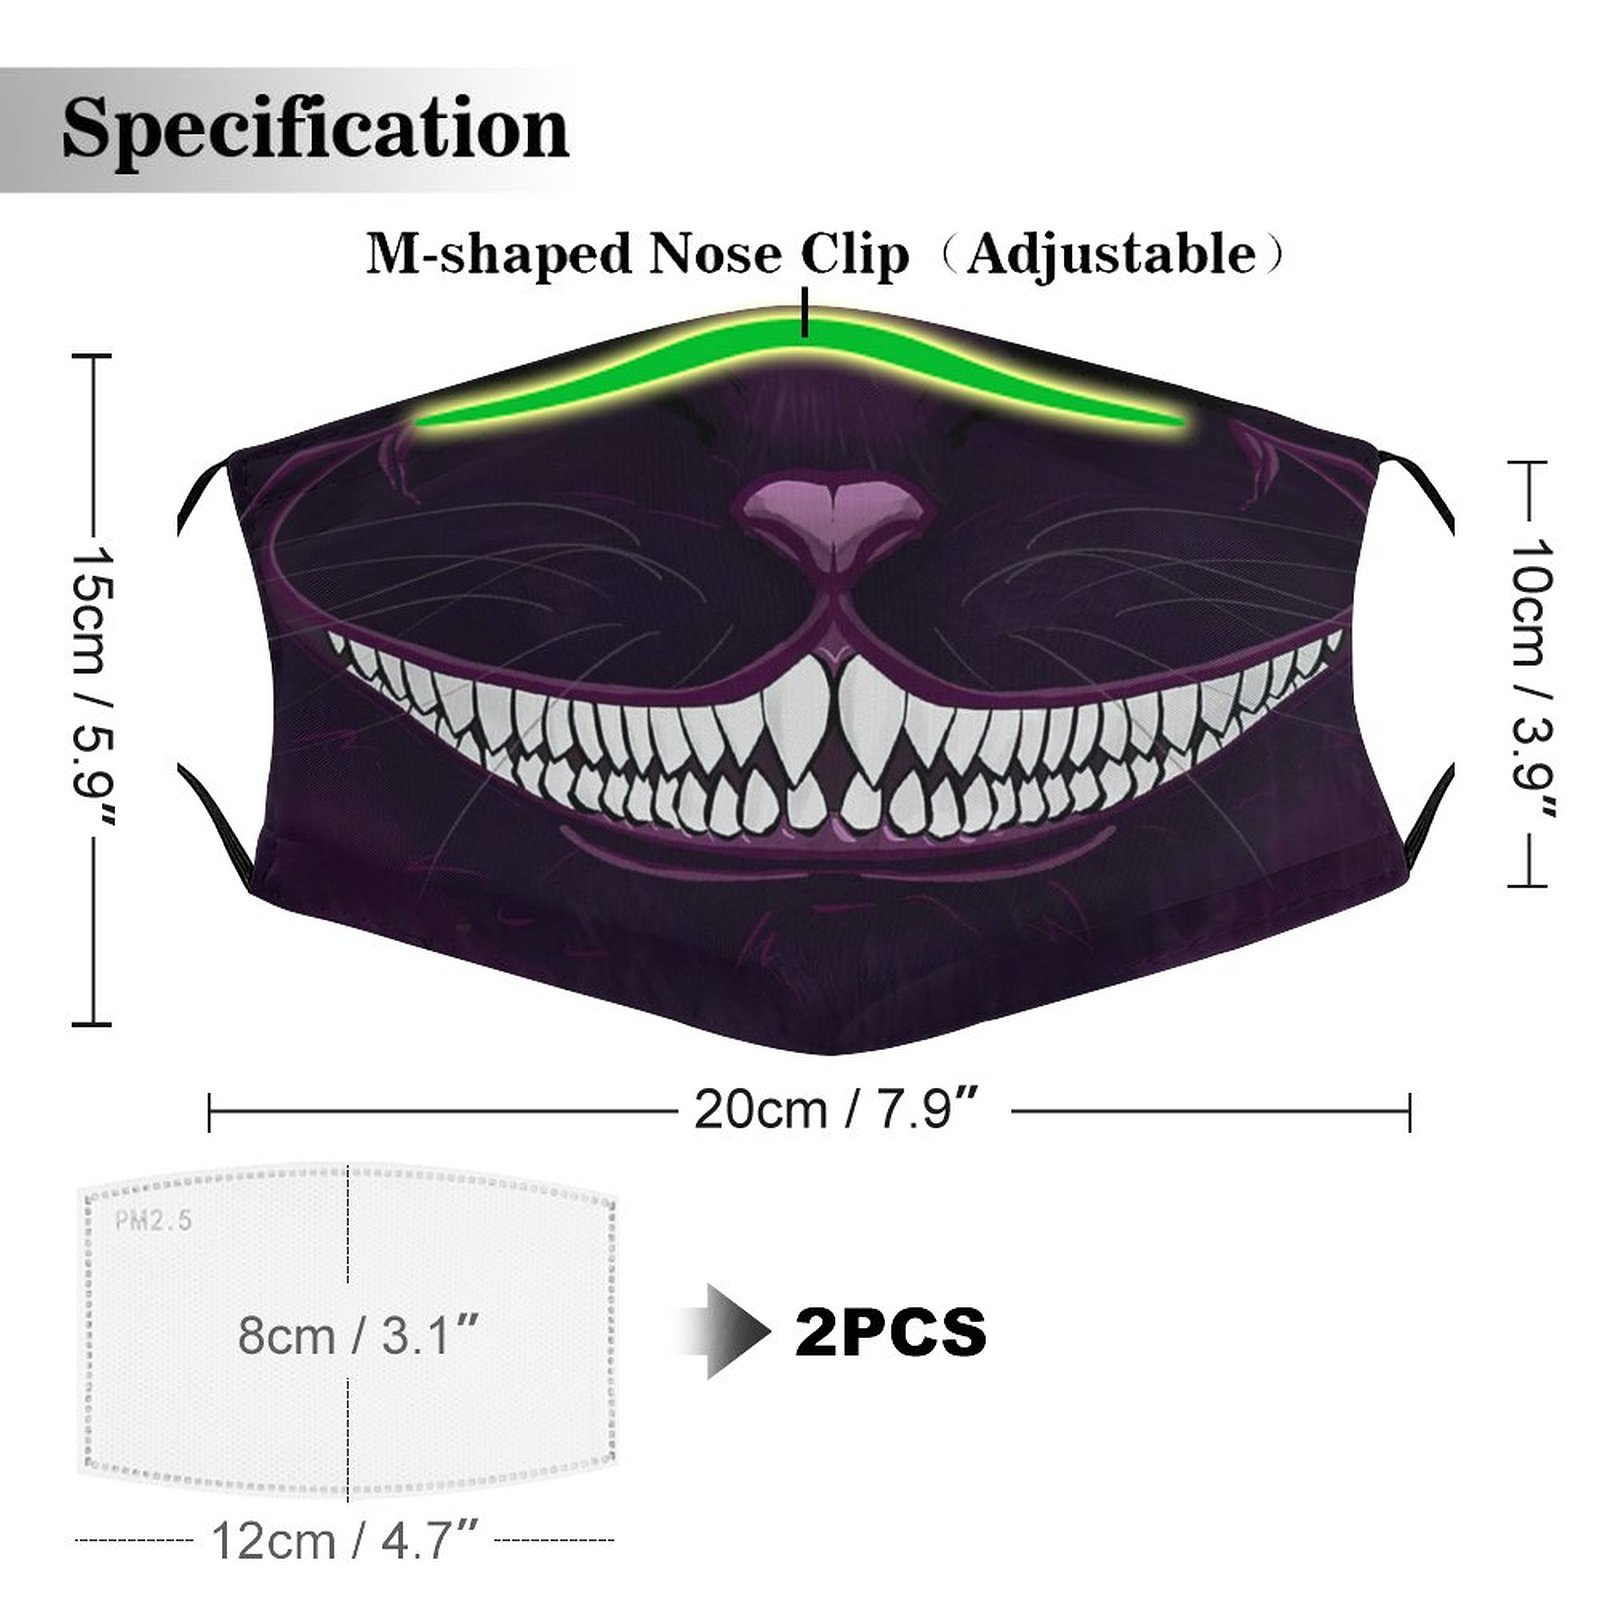 Specification
M-shaped Nose Clip（Adjustable）
15cm / 5.9″
10cm / 3.9″
20cm / 7.9″
PM2.5
8cm / 3.1″
2PCS
12cm / 4.7″